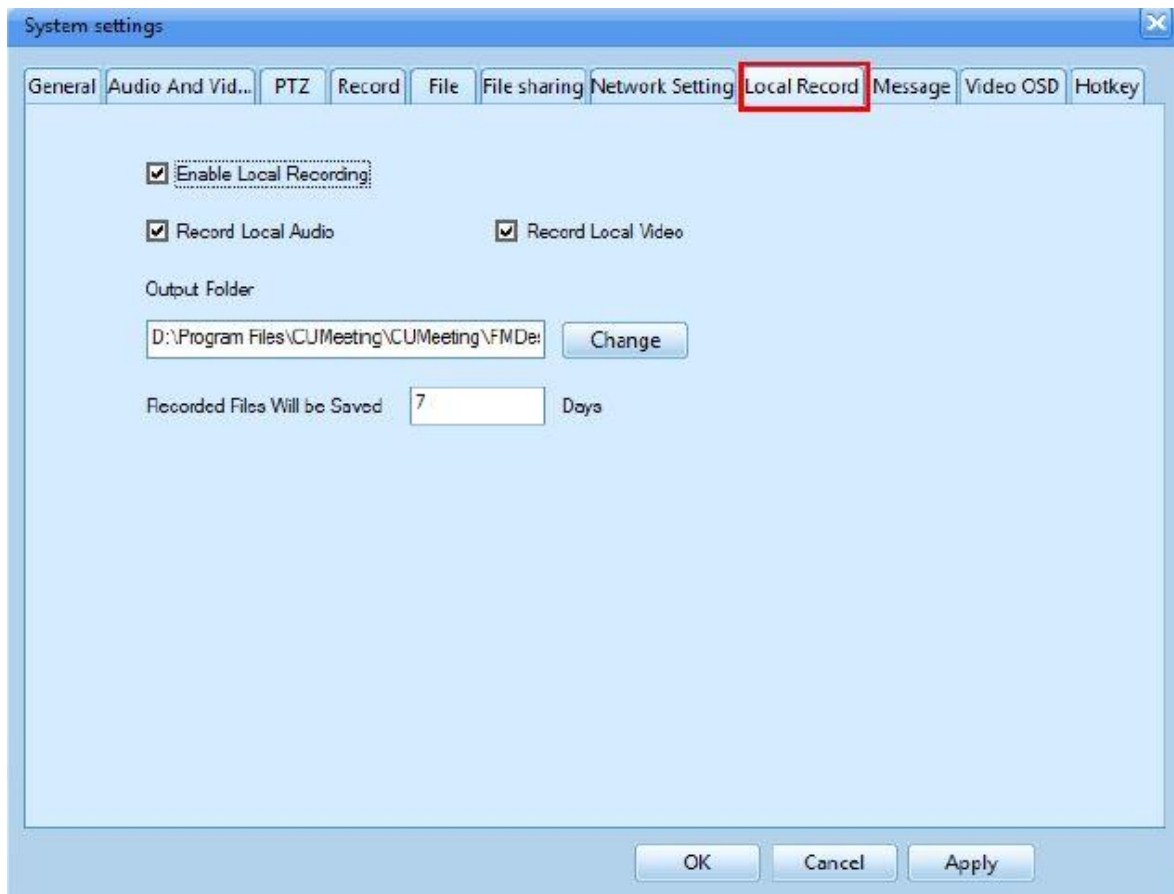 System settings
General Audio And Vid... PTZ Record File File sharing Network Setting Local Record Message Video OSD Hotkey
Enable Local Recording
Record Local Audio Record Local Video
Output Folder
D:\Program Files\CUMeeting\CUMeeting\FMDe Change
Recorded Files Will be Saved 7 Days
OK Cancel Apply